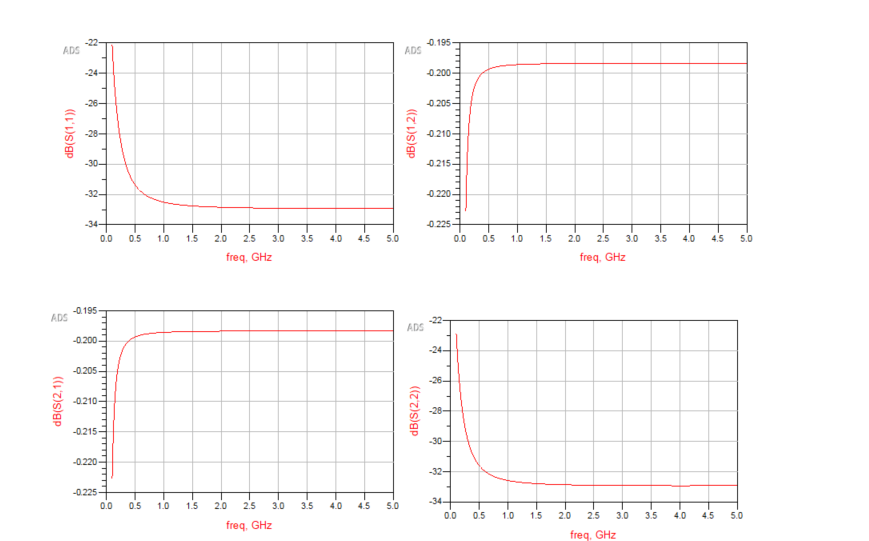 ADS
-22
-24
-26
-28
-30
-32
-34
dB(S(1,1))
0.0 0.5 1.0 1.5 2.0 2.5 3.0 3.5 4.0 4.5 5.0
freq, GHz
ADS
-0.195
-0.200
-0.205
-0.210
-0.215
-0.220
-0.225
dB(S(1,2))
0.0 0.5 1.0 1.5 2.0 2.5 3.0 3.5 4.0 4.5 5.0
freq, GHz
ADS
-0.195
-0.200
-0.205
-0.210
-0.215
-0.220
-0.225
dB(S(2,1))
0.0 0.5 1.0 1.5 2.0 2.5 3.0 3.5 4.0 4.5 5.0
freq, GHz
ADS
-22
-24
-26
-28
-30
-32
-34
dB(S(2,2))
0.0 0.5 1.0 1.5 2.0 2.5 3.0 3.5 4.0 4.5 5.0
freq, GHz